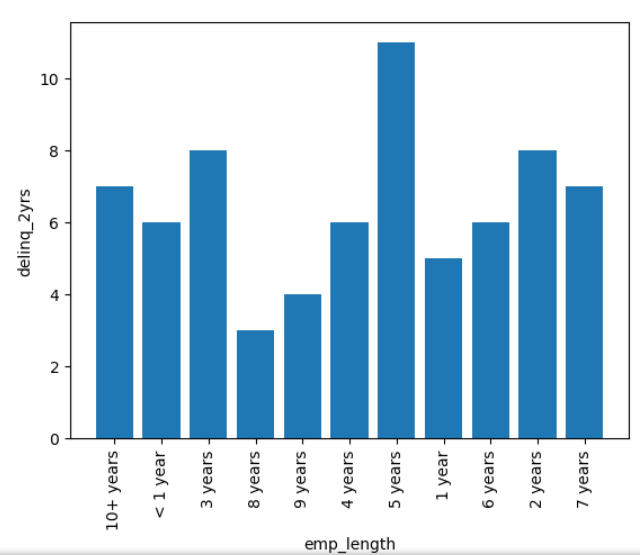 10
8
6
4
2
0
delinq_2yrs
10+ years
< 1 year
3 years
8 years
9 years
4 years
5 years
1 year
6 years
2 years
7 years
emp_length